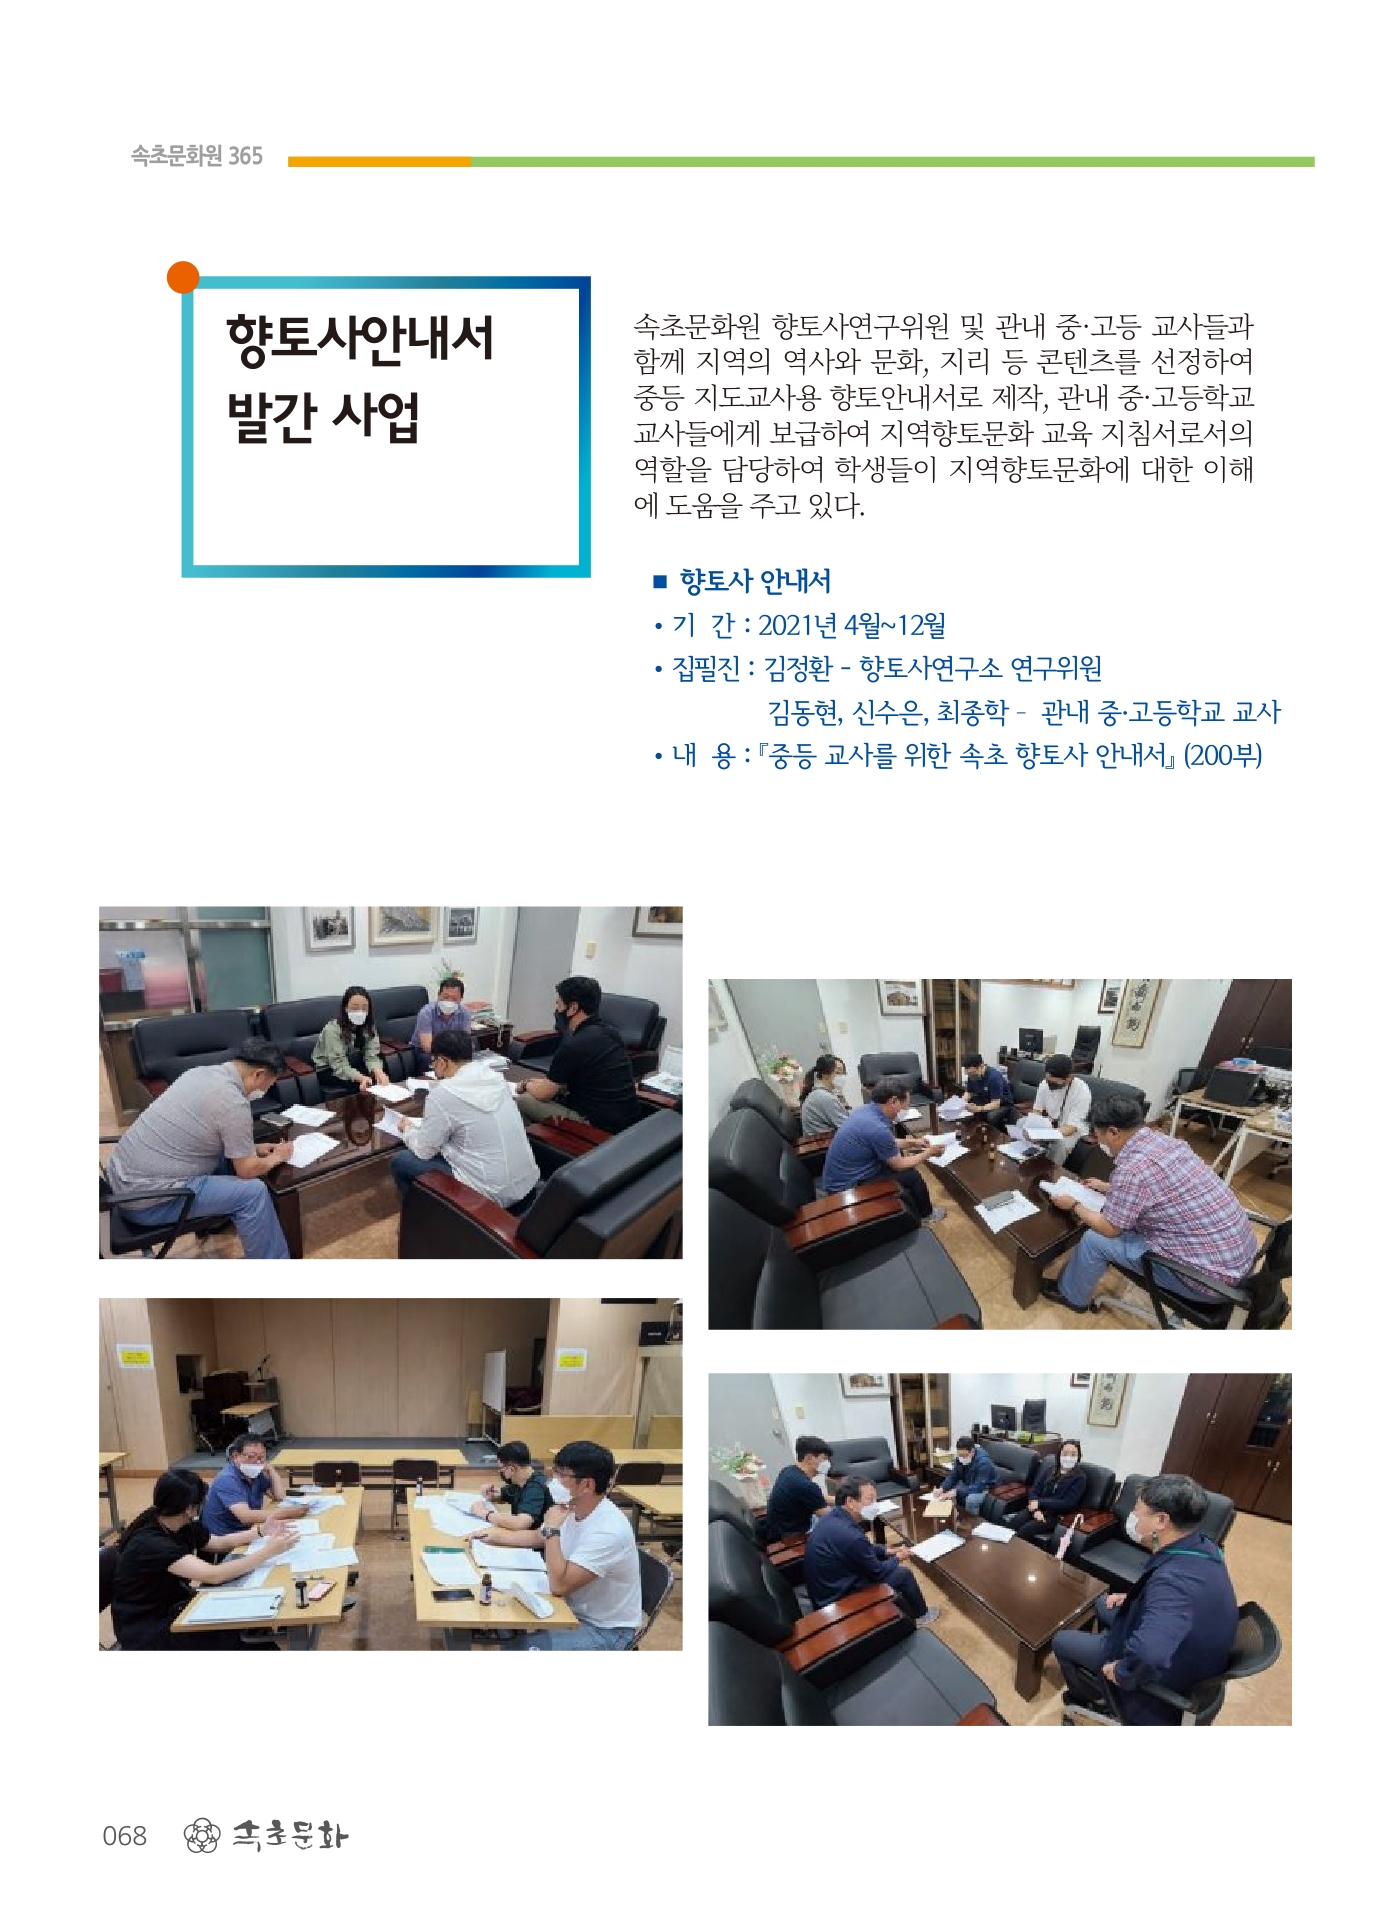 속초문화원 365
향토사안내서
발간 사업
속초문화원 향토사연구위원 및 관내 중·고등 교사들과
함께 지역의 역사와 문화, 지리 등 콘텐츠를 선정하여
중등 지도교사용 향토안내서로 제작, 관내 중·고등학교
교사들에게 보급하여 지역향토문화 교육 지침서로서의
역할을 담당하여 학생들이 지역향토문화에 대한 이해
에 도움을 주고 있다.
■ 향토사 안내서
• 기 간 : 2021년 4월~12월
• 집필진 : 김정환 - 향토사연구소 연구위원
김동현, 신수은, 최종학 - 관내 중·고등학교 교사
• 내 용 :『중등 교사를 위한 속초 향토사 안내서』(200부)
068 속초문화